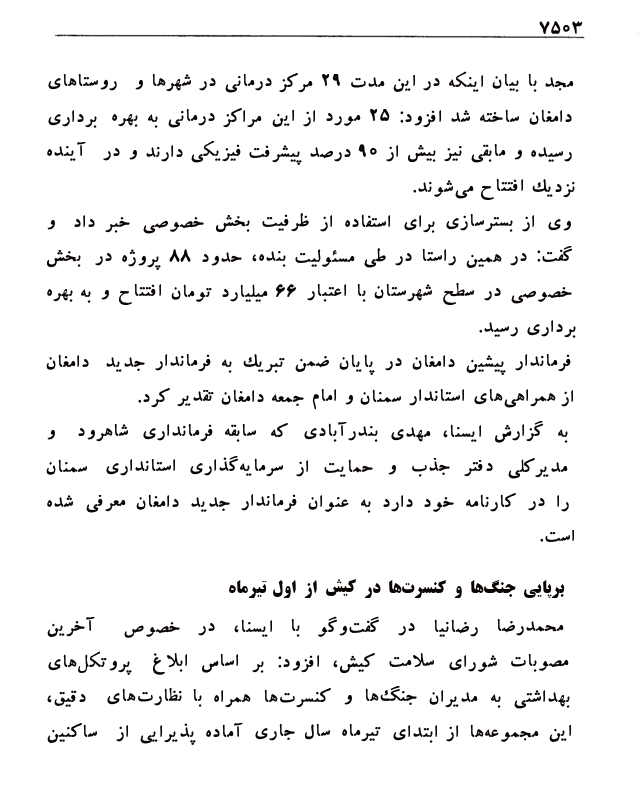 ۷۵۰۳
مجد با بیان اینکه در این مدت ۲۹ مرکز درمانی در شهرها و روستاهای
دامغان ساخته شد افزود: ۲۵ مورد از این مراکز درمانی به بهره برداری
رسیده و مابقی نیز بیش از ۹۰ درصد پیشرفت فیزیکی دارند و در آینده
نزدیك افتتاح می‌شوند.
وی از بسترسازی برای استفاده از ظرفیت بخش خصوصی خبر داد و
گفت: در همین راستا در طی مسئولیت بنده، حدود ۸۸ پروژه در بخش
خصوصی در سطح شهرستان با اعتبار ۶۶ میلیارد تومان افتتاح و به بهره
برداری رسید.
فرماندار پیشین دامغان در پایان ضمن تبریك به فرماندار جدید دامغان
از همراهی‌های استاندار سمنان و امام جمعه دامغان تقدیر کرد.
به گزارش ایسنا، مهدی بندرآبادی که سابقه فرمانداری شاهرود و
مدیرکلی دفتر جذب و حمایت از سرمایه‌گذاری استانداری سمنان
را در کارنامه خود دارد به عنوان فرماندار جدید دامغان معرفی شده
است.
برپایی جنگ‌ها و کنسرت‌ها در کیش از اول تیرماه
محمدرضا رضانیا در گفت‌وگو با ایسنا، در خصوص آخرین
مصوبات شورای سلامت کیش، افزود: بر اساس ابلاغ پروتکل‌های
بهداشتی به مدیران جنگ‌ها و کنسرت‌ها همراه با نظارت‌های دقیق،
این مجموعه‌ها از ابتدای تیرماه سال جاری آماده پذیرایی از ساکنین